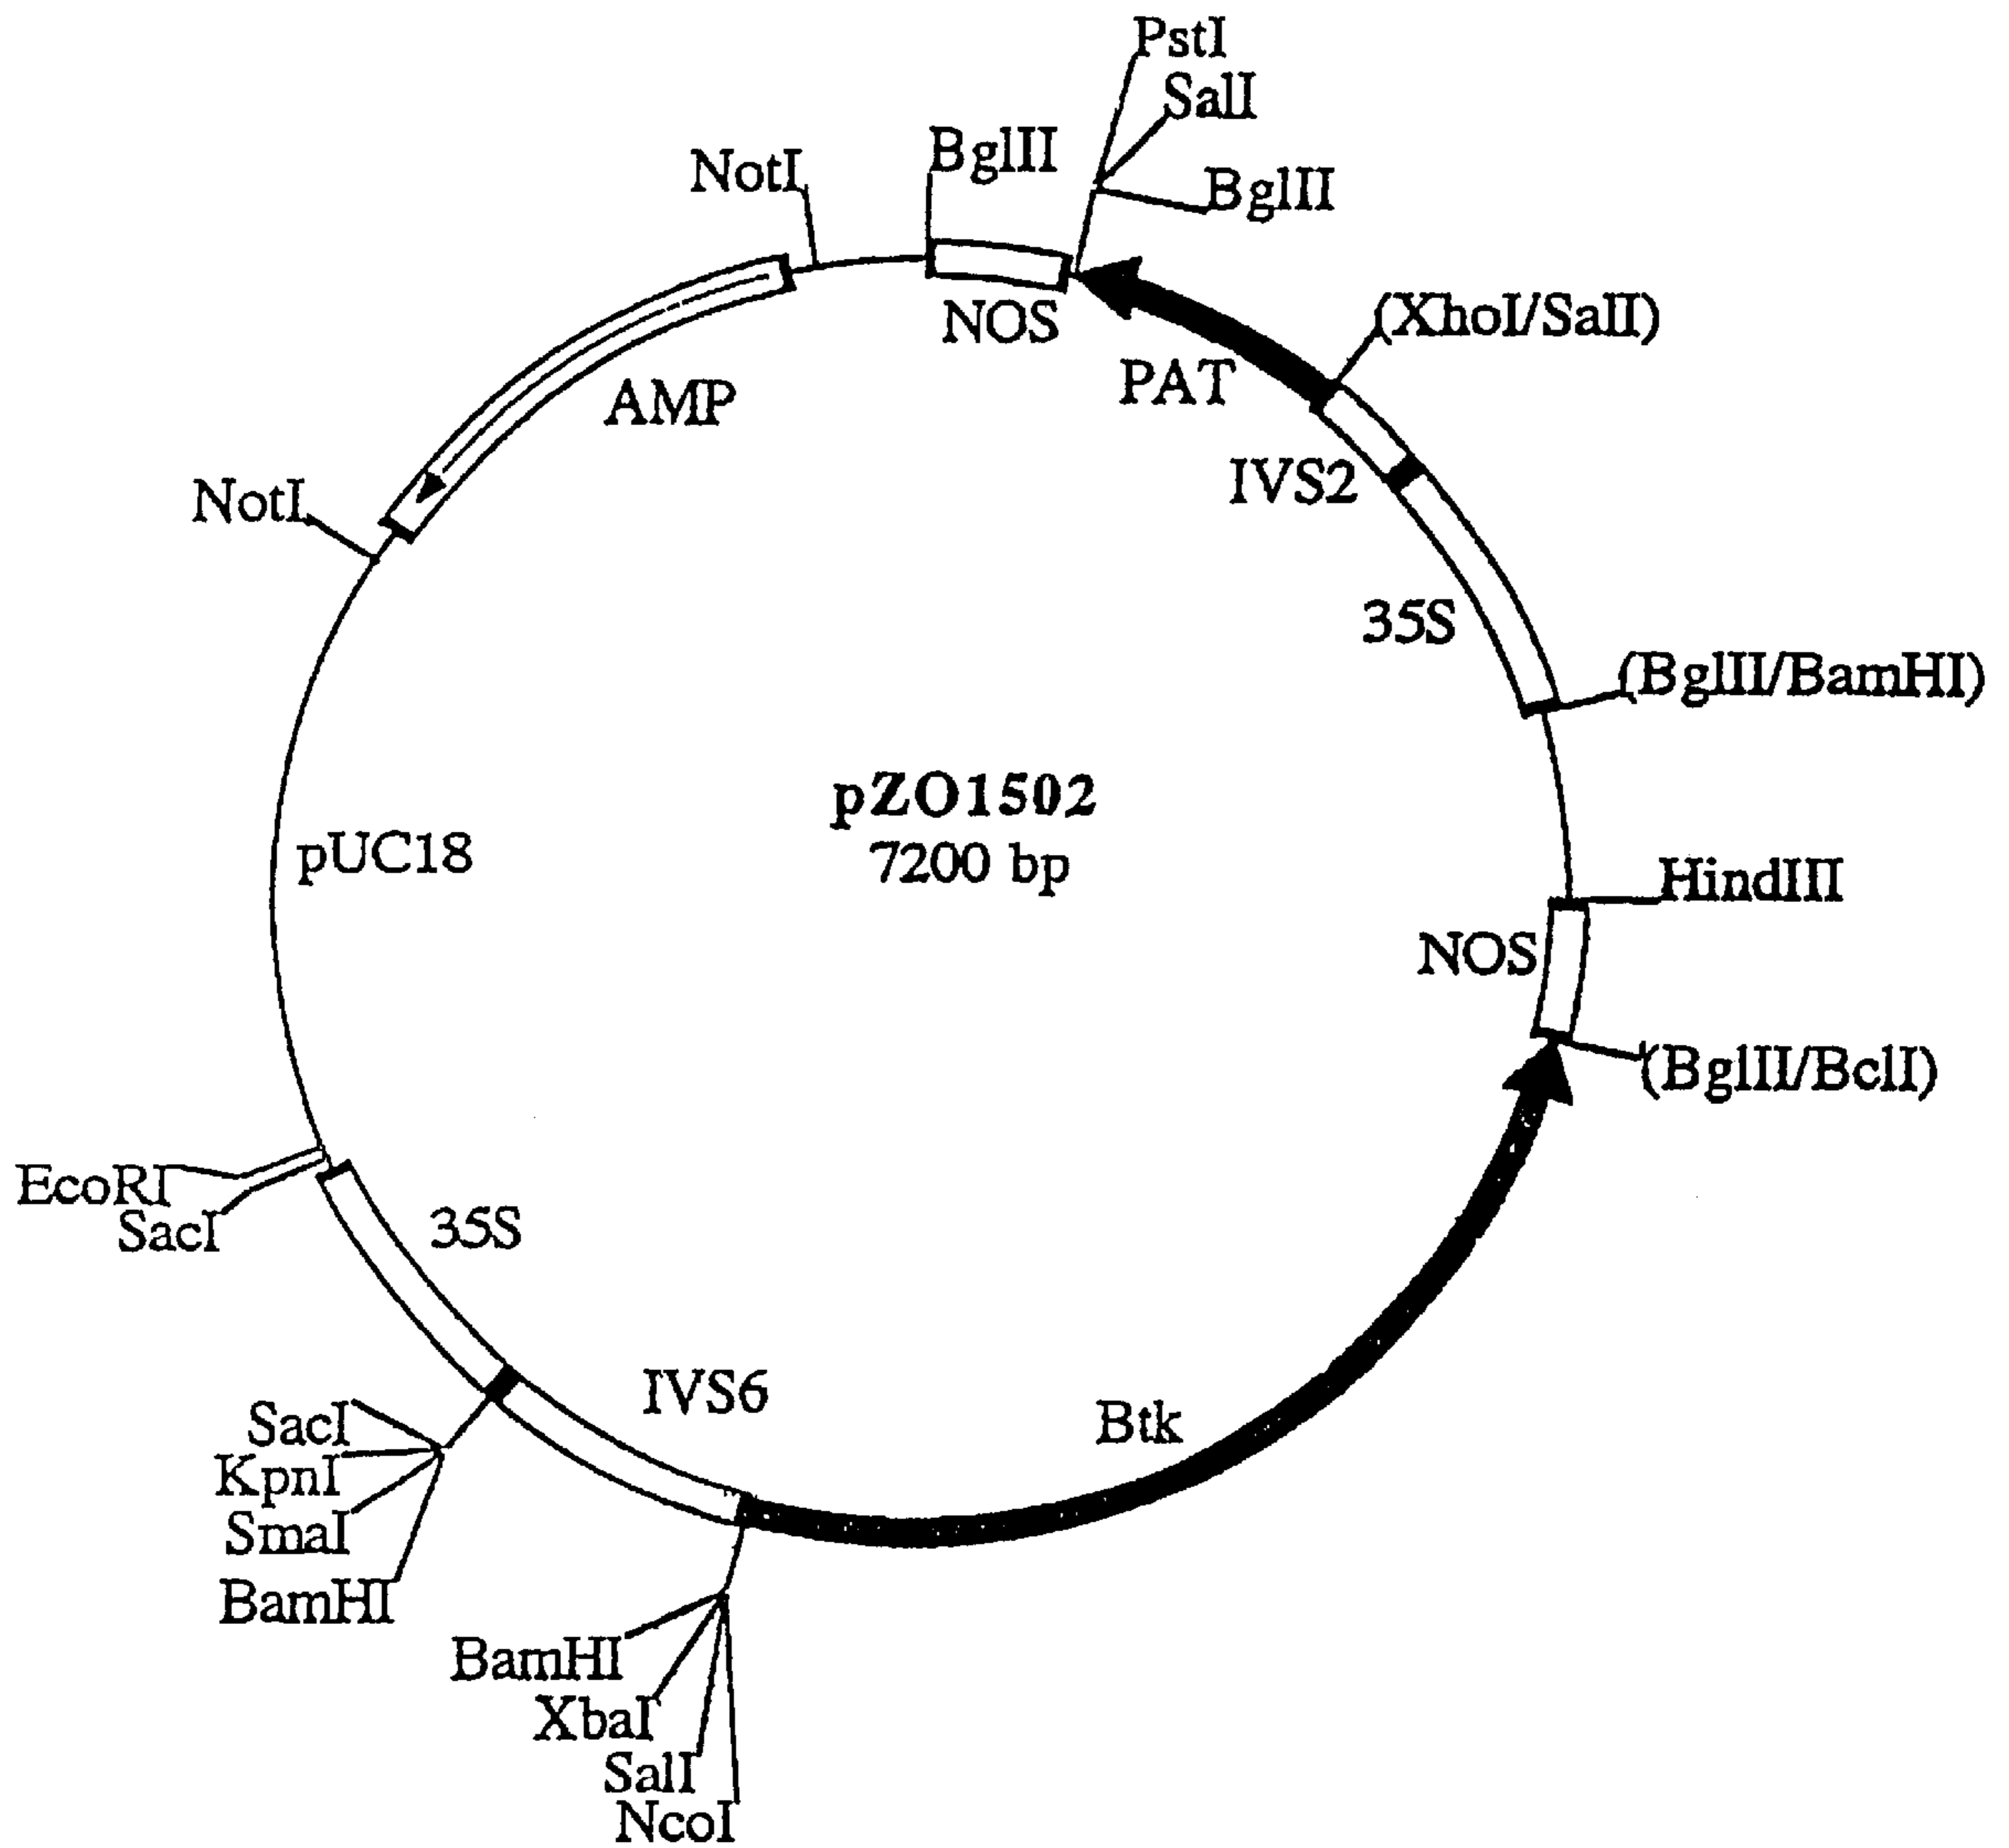 PstI
SalI
BglII
BglII
NotI
NOS
(XhoI/SalI)
PAT
AMP
IVS2
NotI
35S
(BglII/BamHI)
pZO1502
7200 bp
pUC18
HindIII
NOS
(BglII/BclI)
EcoRI
SacI
35S
IVS6
SacI
KpnI
SmaI
BamHI
Btk
BamHI
XbaI
SalI
NcoI